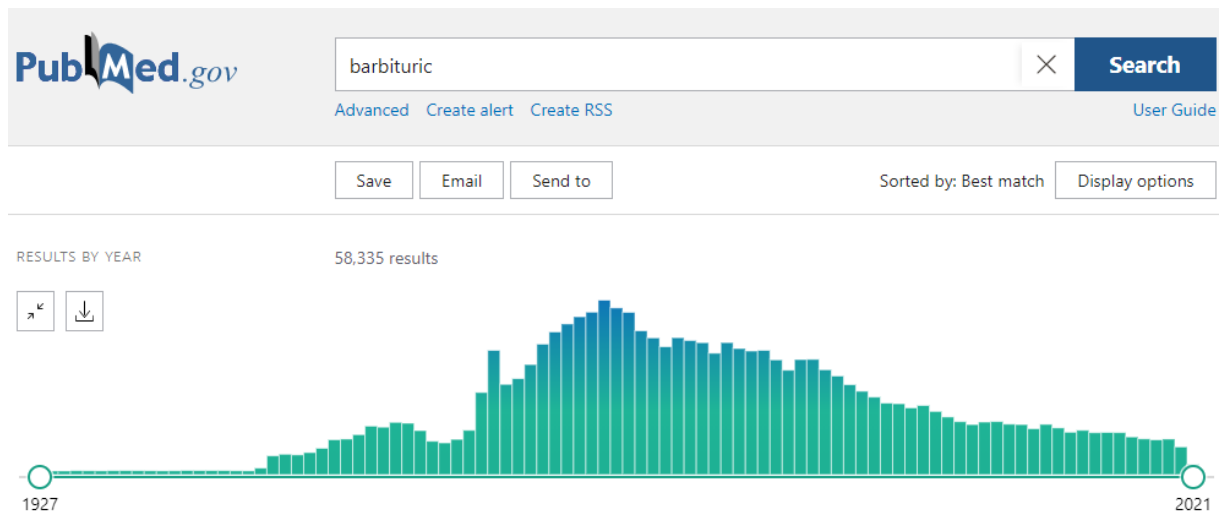 PubMed.gov
barbituric
Search
Advanced Create alert Create RSS
User Guide
Save Email Send to
Sorted by: Best match Display options
RESULTS BY YEAR
58,335 results
1927
2021